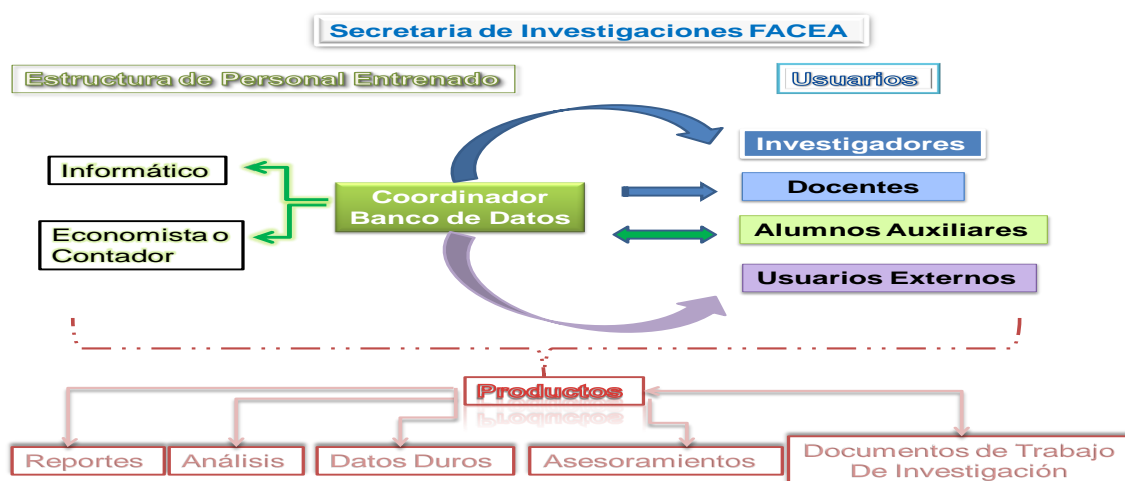 Secretaria de Investigaciones FACEA
Estructura de Personal Entrenado
Usuarios
Informático
Economista o
Contador
Coordinador
Banco de Datos
Investigadores
Docentes
Alumnos Auxiliares
Usuarios Externos
Productos
Reportes
Análisis
Datos Duros
Asesoramientos
Documentos de Trabajo
De Investigación